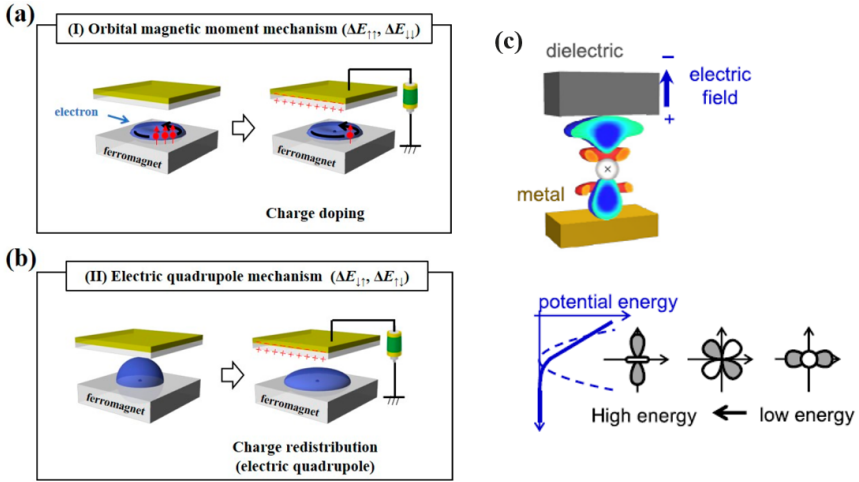 (a)
(I) Orbital magnetic moment mechanism (ΔE↑↑, ΔE↓↓)
electron
ferromagnet
ferromagnet
Charge doping
(b)
(II) Electric quadrupole mechanism (ΔE↓↑, ΔE↑↓)
ferromagnet
ferromagnet
Charge redistribution
(electric quadrupole)
(c)
dielectric
−
electric
field
+
×
metal
potential energy
High energy ← low energy